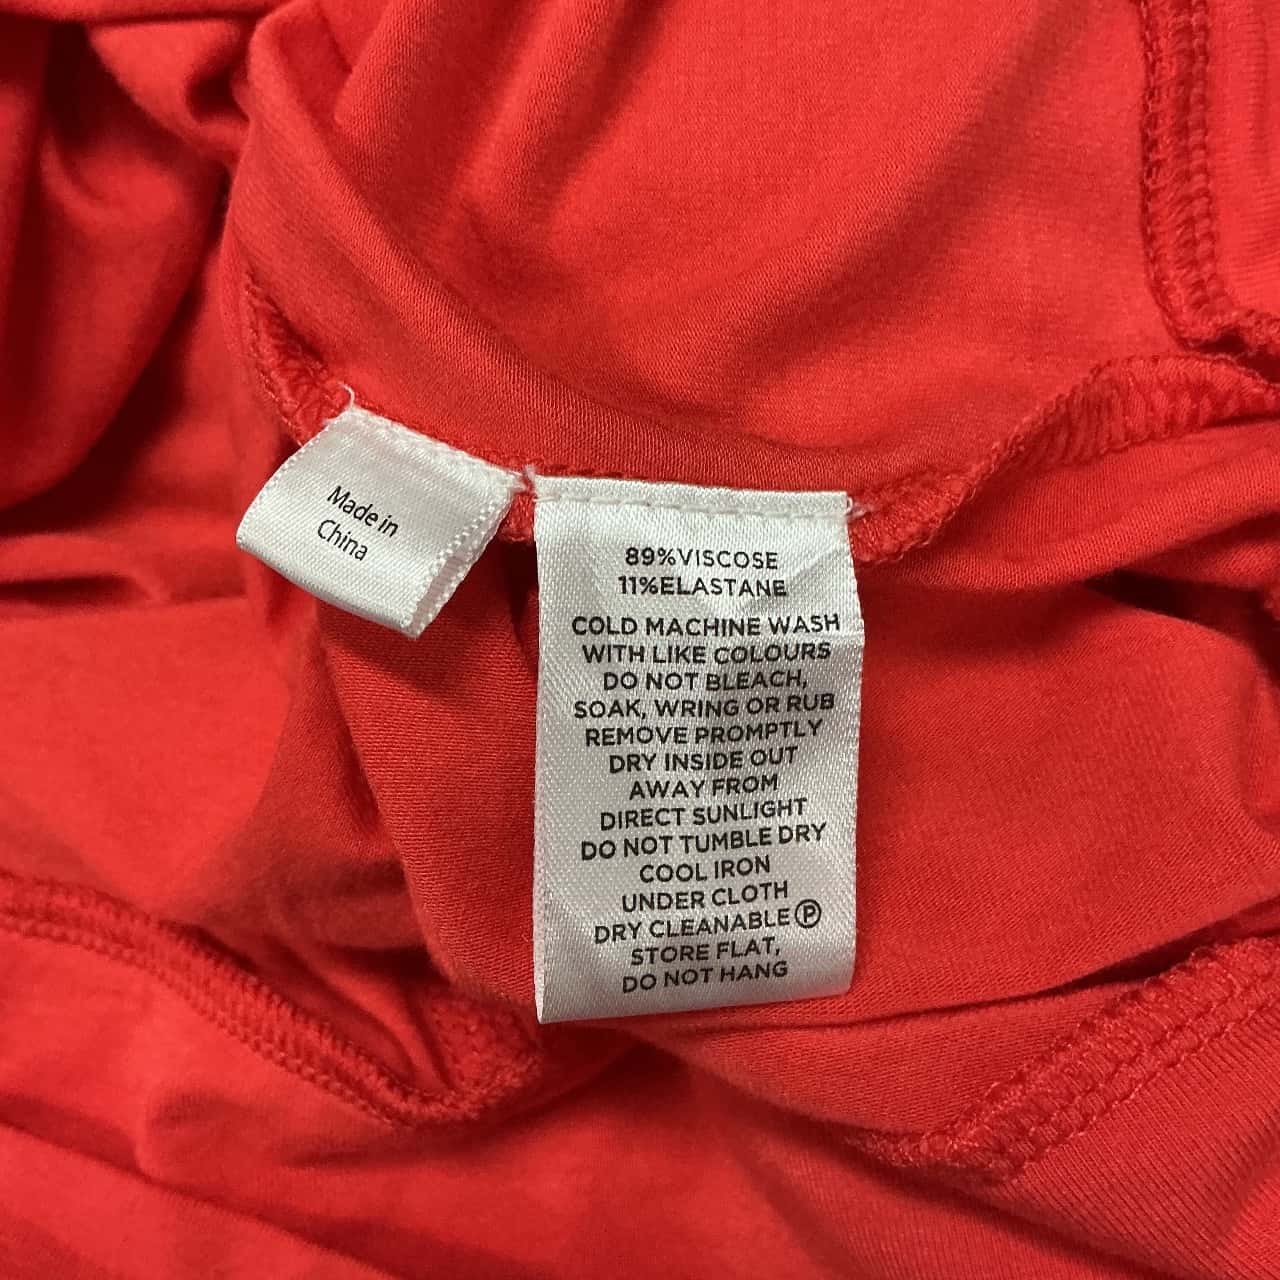 Made in
China
89%VISCOSE
11%ELASTANE
COLD MACHINE WASH
WITH LIKE COLOURS
DO NOT BLEACH,
SOAK, WRING OR RUB
REMOVE PROMPTLY
DRY INSIDE OUT
AWAY FROM
DIRECT SUNLIGHT
DO NOT TUMBLE DRY
COOL IRON
UNDER CLOTH
DRY CLEANABLE Ⓟ
STORE FLAT,
DO NOT HANG